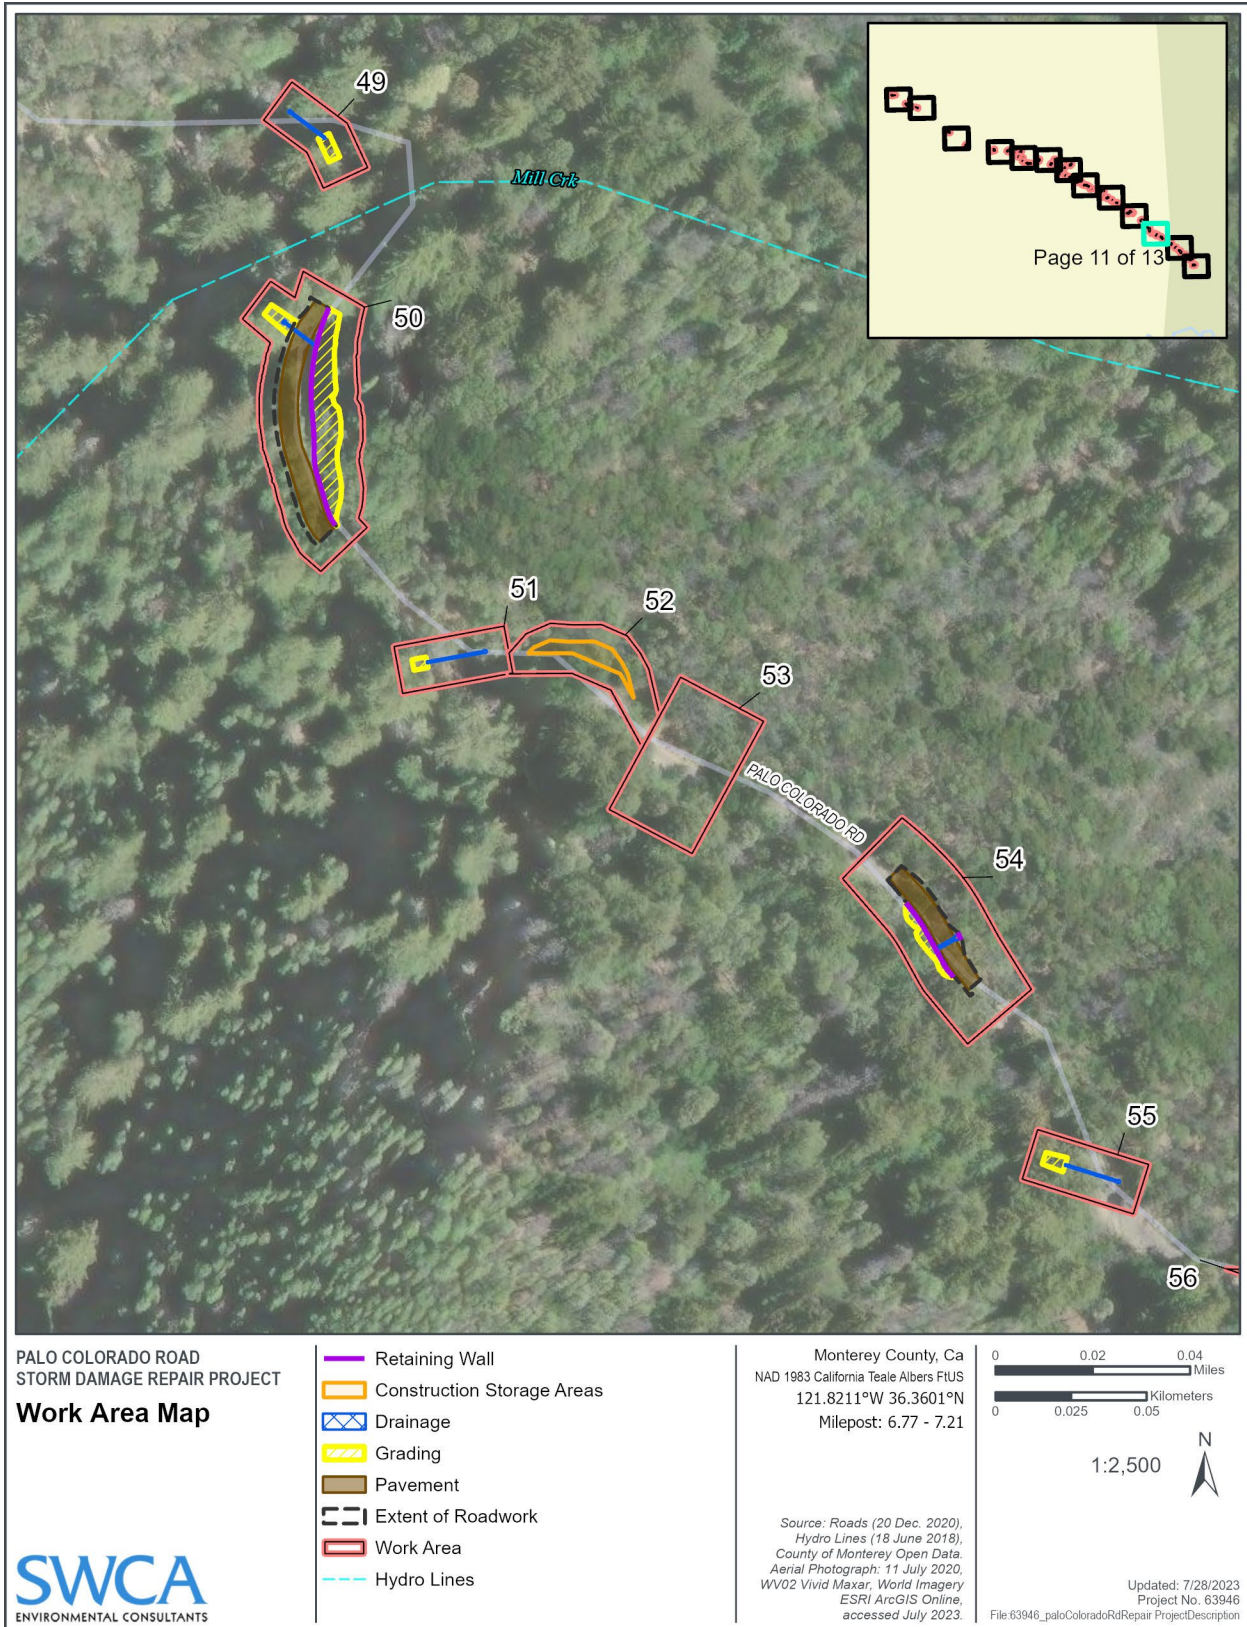 49
Mill Crk
Page 11 of 13
50
51
52
53
PALO COLORADO RD
54
55
56
PALO COLORADO ROAD
STORM DAMAGE REPAIR PROJECT
Work Area Map
SWCA
ENVIRONMENTAL CONSULTANTS
Retaining Wall
Construction Storage Areas
Drainage
Grading
Pavement
Extent of Roadwork
Work Area
Hydro Lines
Monterey County, Ca
NAD 1983 California Teale Albers FtUS
121.8211°W 36.3601°N
Milepost: 6.77 - 7.21
Source: Roads (20 Dec. 2020),
Hydro Lines (18 June 2018),
County of Monterey Open Data.
Aerial Photograph: 11 July 2020,
WV02 Vivid Maxar, World Imagery
ESRI ArcGIS Online,
accessed July 2023.
0 0.02 0.04
Miles
Kilometers
0 0.025 0.05
N
1:2,500
Updated: 7/28/2023
Project No. 63946
File:63946_paloColoradoRdRepair ProjectDescription